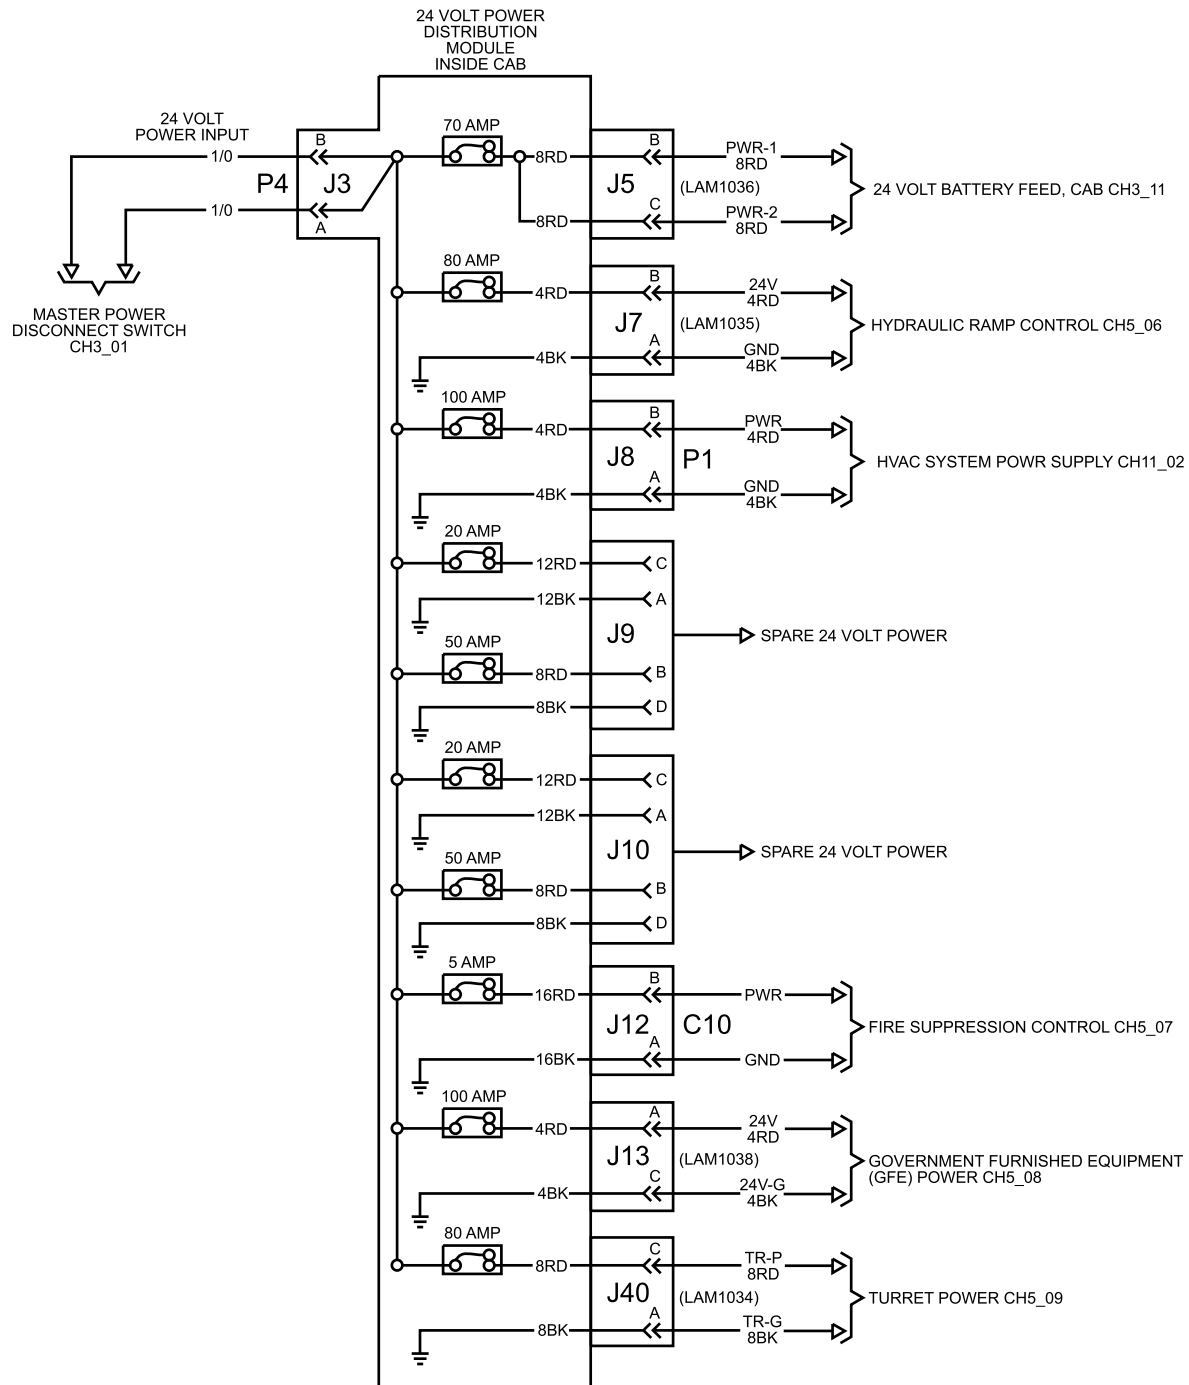 24 VOLT POWER
DISTRIBUTION
MODULE
INSIDE CAB
24 VOLT
POWER INPUT
1/0
1/0
P4
B
J3
A
MASTER POWER
DISCONNECT SWITCH
CH3_01
70 AMP
8RD
8RD
B
J5
C
PWR-1
8RD
(LAM1036)
PWR-2
8RD
24 VOLT BATTERY FEED, CAB CH3_11
80 AMP
4RD
4BK
B
J7
A
24V
4RD
(LAM1035)
GND
4BK
HYDRAULIC RAMP CONTROL CH5_06
100 AMP
4RD
4BK
B
J8
A
P1
PWR
4RD
GND
4BK
HVAC SYSTEM POWR SUPPLY CH11_02
20 AMP
12RD
C
12BK
A
J9
SPARE 24 VOLT POWER
50 AMP
8RD
B
8BK
D
20 AMP
12RD
C
12BK
A
J10
SPARE 24 VOLT POWER
50 AMP
8RD
B
8BK
D
5 AMP
16RD
16BK
B
J12
A
C10
PWR
GND
FIRE SUPPRESSION CONTROL CH5_07
100 AMP
4RD
4BK
A
J13
C
24V
4RD
(LAM1038)
24V-G
4BK
GOVERNMENT FURNISHED EQUIPMENT
(GFE) POWER CH5_08
80 AMP
8RD
8BK
C
J40
A
TR-P
8RD
(LAM1034)
TR-G
8BK
TURRET POWER CH5_09